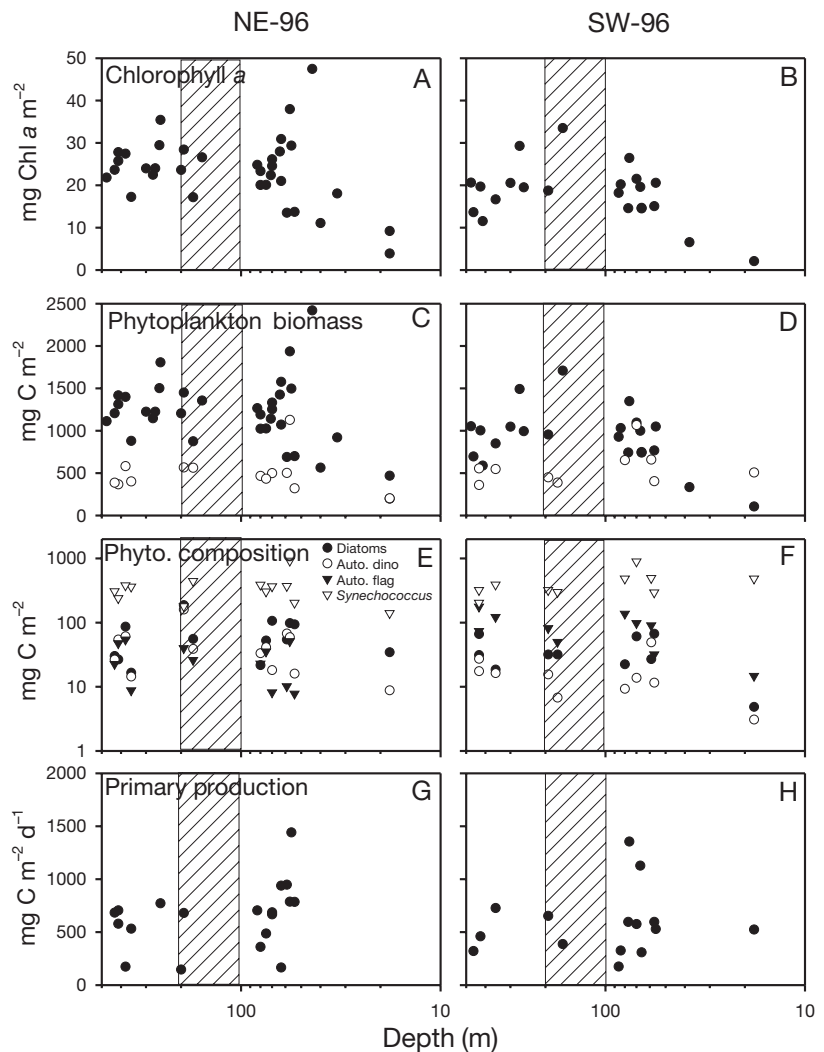 NE-96 SW-96
Chlorophyll a A B
mg Chl a m⁻²
50
40
30
20
10
0
Phytoplankton biomass C D
mg C m⁻²
2500
2000
1500
1000
500
0
Phyto. composition E F
Diatoms
Auto. dino
Auto. flag
Synechococcus
mg C m⁻²
1000
100
10
1
Primary production G H
mg C m⁻² d⁻¹
2000
1500
1000
500
0
100 10 100 10
Depth (m)